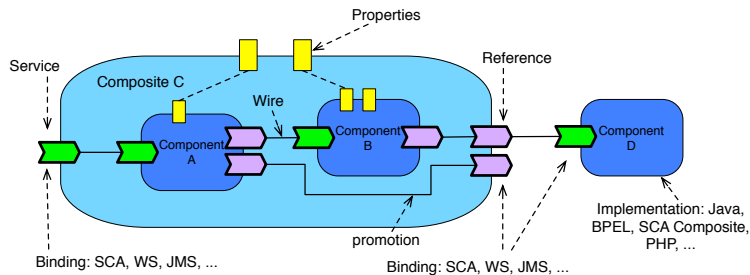 Properties
Service
Reference
Composite C
Wire
Component
A
Component
B
Component
D
Implementation: Java,
BPEL, SCA Composite,
PHP, ...
promotion
Binding: SCA, WS, JMS, ...
Binding: SCA, WS, JMS, ...